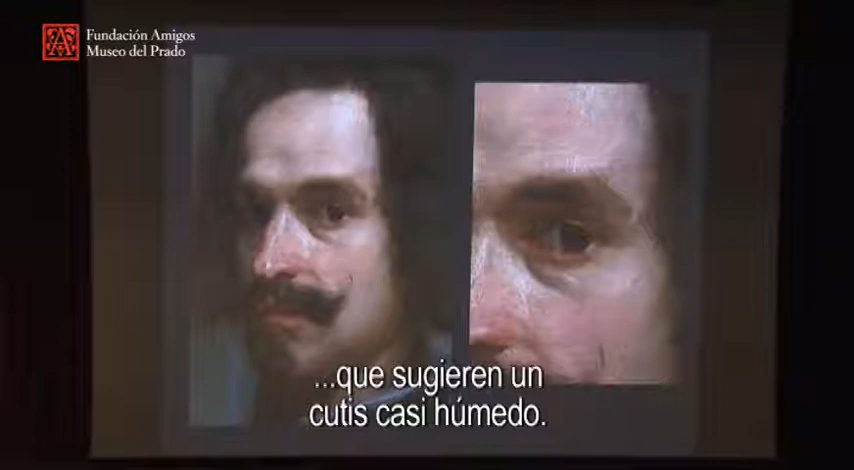 Fundación Amigos
Museo del Prado
...que sugieren un
cutis casi húmedo.